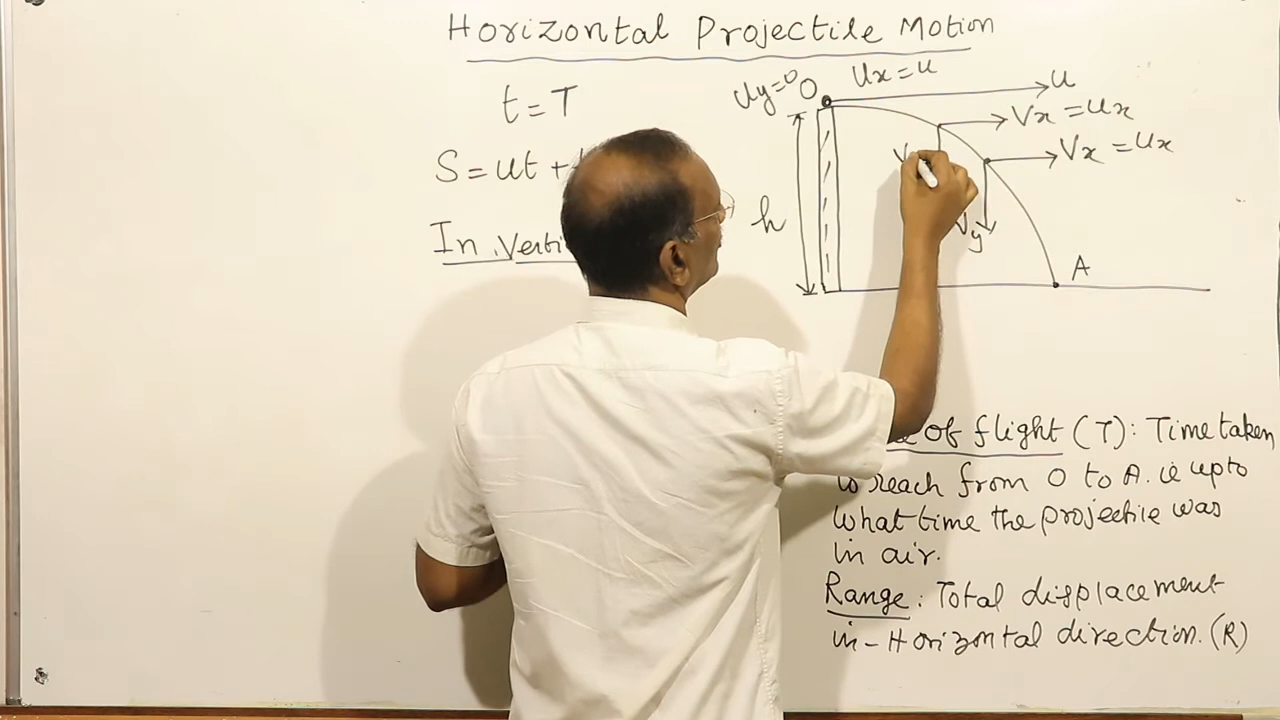 Horizontal Projectile Motion
t = T
S = ut +
In Verti
Uy=0 O Ux = u
u
Vx = Ux
Vx = Ux
h
Vy
A
of flight (T): Time taken
to reach from O to A. ie upto
what time the projectile was
in air.
Range: Total displacement
in-Horizontal direction. (R)